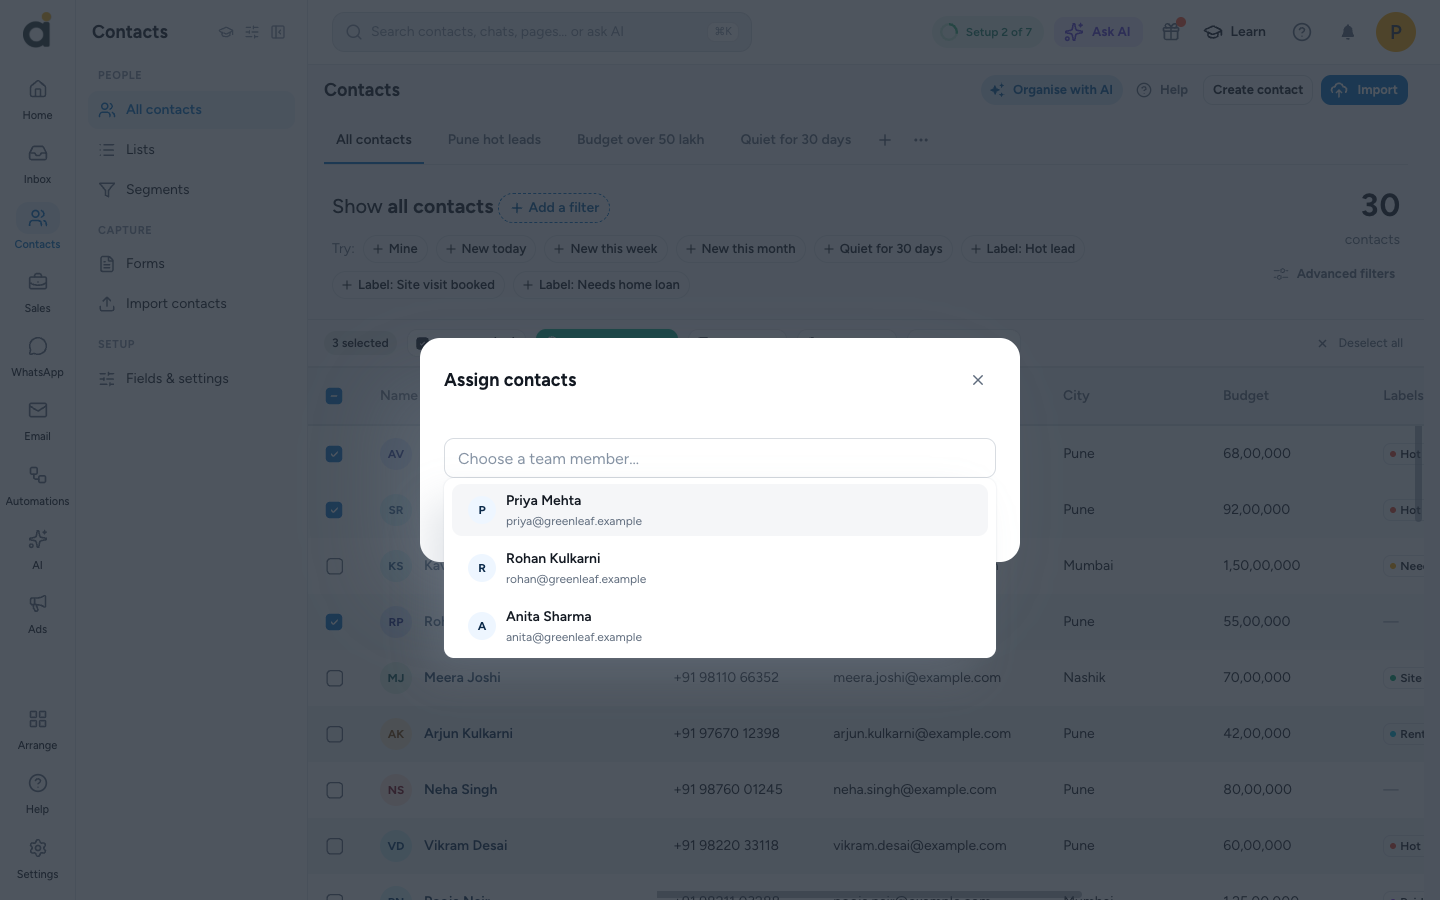 Contacts
Search contacts, chats, pages... or ask AI
⌘K
Setup 2 of 7
Ask AI
Learn
P
Home
Inbox
Contacts
Sales
WhatsApp
Email
Automations
AI
Ads
Arrange
Help
Settings
PEOPLE
All contacts
Lists
Segments
CAPTURE
Forms
Import contacts
SETUP
Fields & settings
Contacts
Organise with AI
Help
Create contact
Import
All contacts
Pune hot leads
Budget over 50 lakh
Quiet for 30 days
Show all contacts
+ Add a filter
30
contacts
Try:
+ Mine
+ New today
+ New this week
+ New this month
+ Quiet for 30 days
+ Label: Hot lead
+ Label: Site visit booked
+ Label: Needs home loan
Advanced filters
3 selected
Deselect all
Assign contacts
Choose a team member...
P
Priya Mehta
priya@greenleaf.example
R
Rohan Kulkarni
rohan@greenleaf.example
A
Anita Sharma
anita@greenleaf.example
Name
City
Budget
Labels
AV
Pune
68,00,000
Hot
SR
Pune
92,00,000
Hot
KS
Mumbai
1,50,00,000
RP
Pune
55,00,000
—
MJ
Meera Joshi
+91 98110 66352
meera.joshi@example.com
Nashik
70,00,000
Site
AK
Arjun Kulkarni
+91 97670 12398
arjun.kulkarni@example.com
Pune
42,00,000
Rent
NS
Neha Singh
+91 98760 01245
neha.singh@example.com
Pune
80,00,000
—
VD
Vikram Desai
+91 98220 33118
vikram.desai@example.com
Pune
60,00,000
Hot